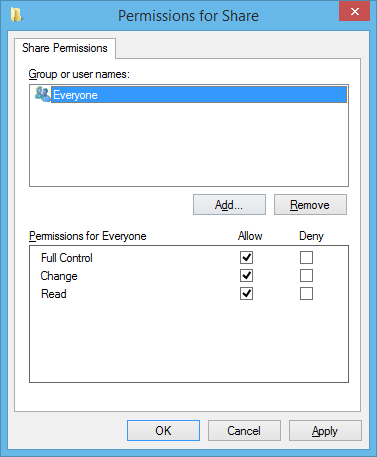 Permissions for Share
Share Permissions
Group or user names:
Everyone
Add... Remove
Permissions for Everyone Allow Deny
Full Control
Change
Read
OK Cancel Apply